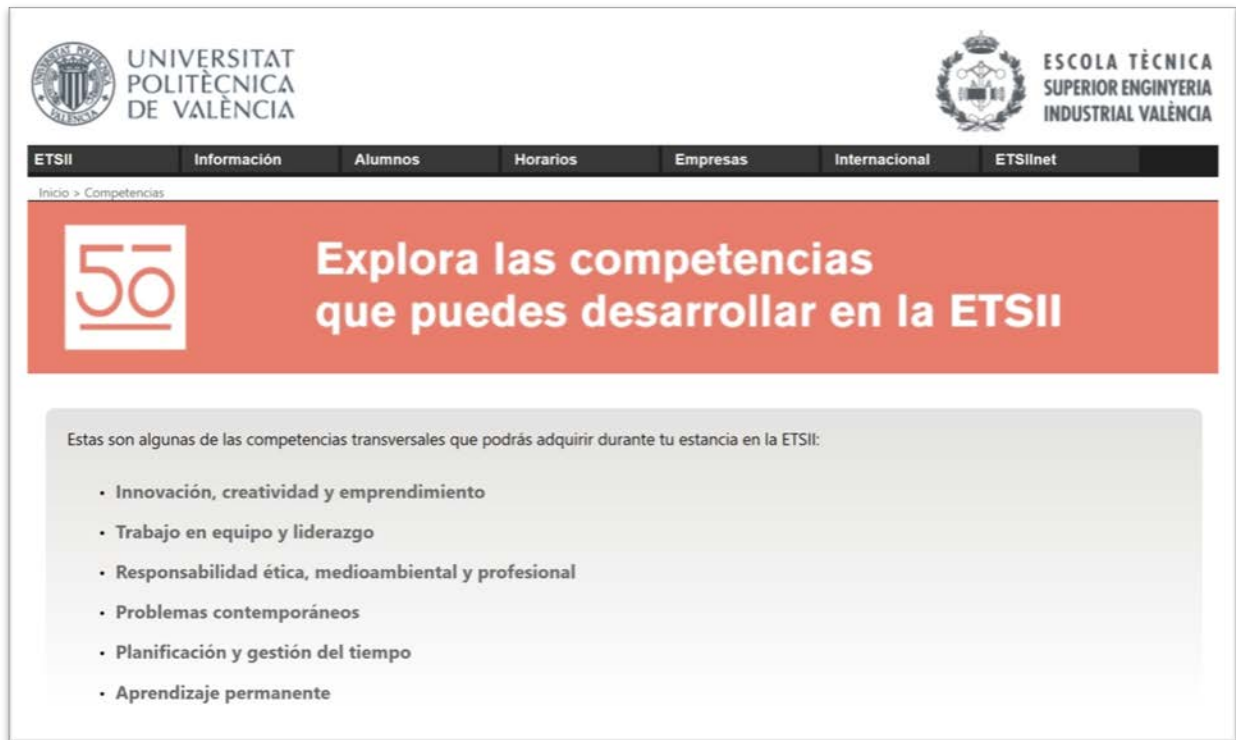 UNIVERSITAT
POLITÈCNICA
DE VALÈNCIA
ESCOLA TÈCNICA
SUPERIOR ENGINYERIA
INDUSTRIAL VALÈNCIA
ETSII Información Alumnos Horarios Empresas Internacional ETSIInet
Inicio > Competencias
50
Explora las competencias
que puedes desarrollar en la ETSII
Estas son algunas de las competencias transversales que podrás adquirir durante tu estancia en la ETSII:
• Innovación, creatividad y emprendimiento
• Trabajo en equipo y liderazgo
• Responsabilidad ética, medioambiental y profesional
• Problemas contemporáneos
• Planificación y gestión del tiempo
• Aprendizaje permanente